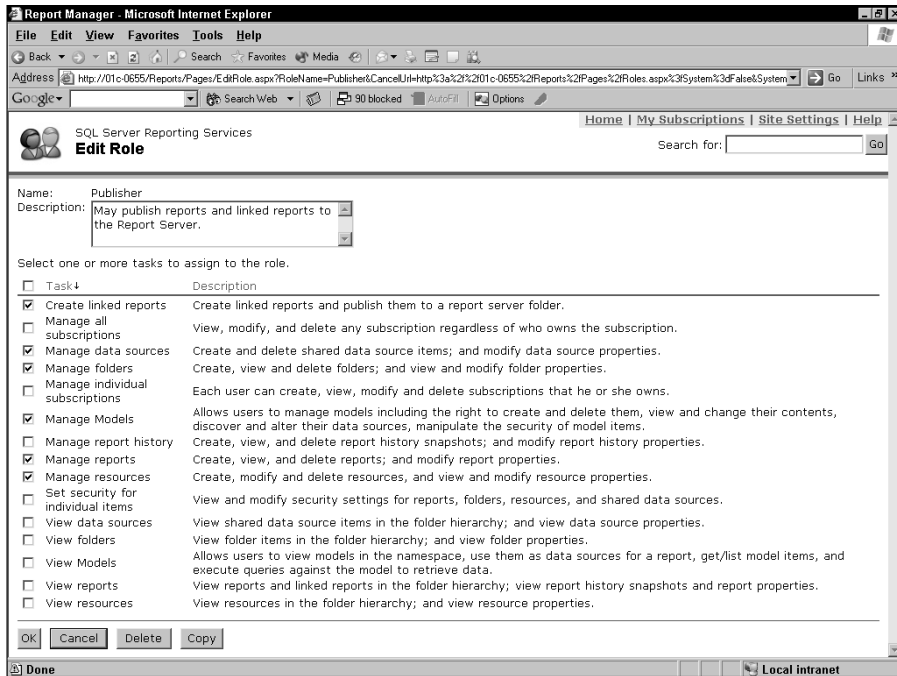 Report Manager - Microsoft Internet Explorer
File Edit View Favorites Tools Help
Back Search Favorites Media
Address http://01c-0655/Reports/Pages/EditRole.aspx?RoleName=Publisher&CancelUrl=http%3a%2f%2f01c-0655%2fReports%2fPages%2fRoles.aspx%3fSystem%3dFalse&System Go Links »
Google Search Web 90 blocked AutoFill Options
Home | My Subscriptions | Site Settings | Help
SQL Server Reporting Services
Edit Role
Search for: Go
Name: Publisher
Description: May publish reports and linked reports to
the Report Server.
Select one or more tasks to assign to the role.
Task↓ Description
Create linked reports Create linked reports and publish them to a report server folder.
Manage all
subscriptions View, modify, and delete any subscription regardless of who owns the subscription.
Manage data sources Create and delete shared data source items; and modify data source properties.
Manage folders Create, view and delete folders; and view and modify folder properties.
Manage individual
subscriptions Each user can create, view, modify and delete subscriptions that he or she owns.
Manage Models Allows users to manage models including the right to create and delete them, view and change their contents,
discover and alter their data sources, manipulate the security of model items.
Manage report history Create, view, and delete report history snapshots; and modify report history properties.
Manage reports Create, view, and delete reports; and modify report properties.
Manage resources Create, modify and delete resources, and view and modify resource properties.
Set security for
individual items View and modify security settings for reports, folders, resources, and shared data sources.
View data sources View shared data source items in the folder hierarchy; and view data source properties.
View folders View folder items in the folder hierarchy; and view folder properties.
View Models Allows users to view models in the namespace, use them as data sources for a report, get/list model items, and
execute queries against the model to retrieve data.
View reports View reports and linked reports in the folder hierarchy; view report history snapshots and report properties.
View resources View resources in the folder hierarchy; and view resource properties.
OK Cancel Delete Copy
Done Local intranet